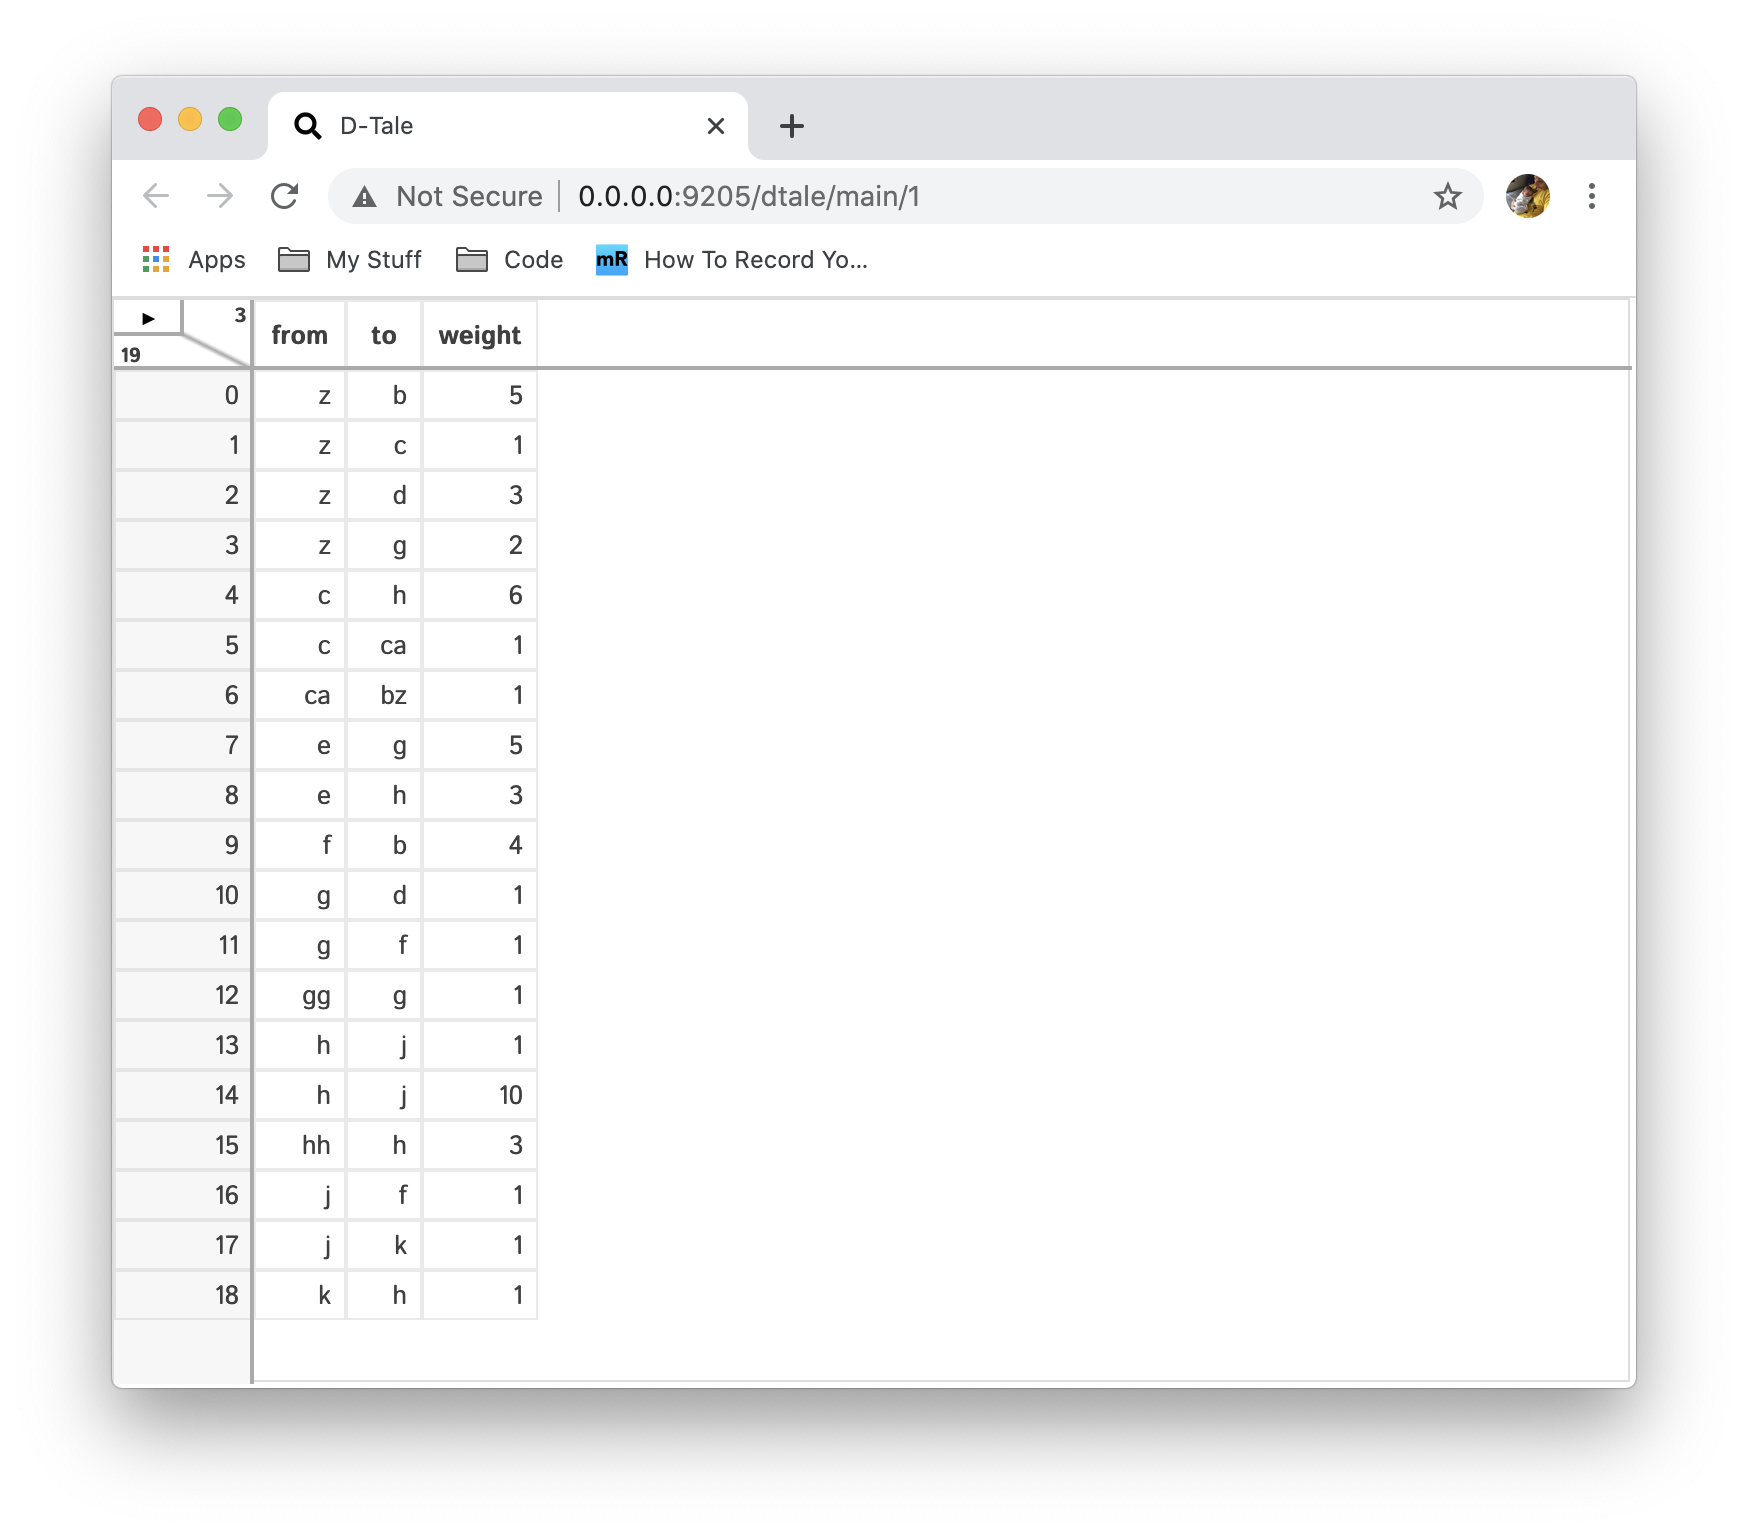 D-Tale
Not Secure 0.0.0.0:9205/dtale/main/1
Apps My Stuff Code mR How To Record Yo...
▶ 3
19
from to weight
0 z b 5
1 z c 1
2 z d 3
3 z g 2
4 c h 6
5 c ca 1
6 ca bz 1
7 e g 5
8 e h 3
9 f b 4
10 g d 1
11 g f 1
12 gg g 1
13 h j 1
14 h j 10
15 hh h 3
16 j f 1
17 j k 1
18 k h 1